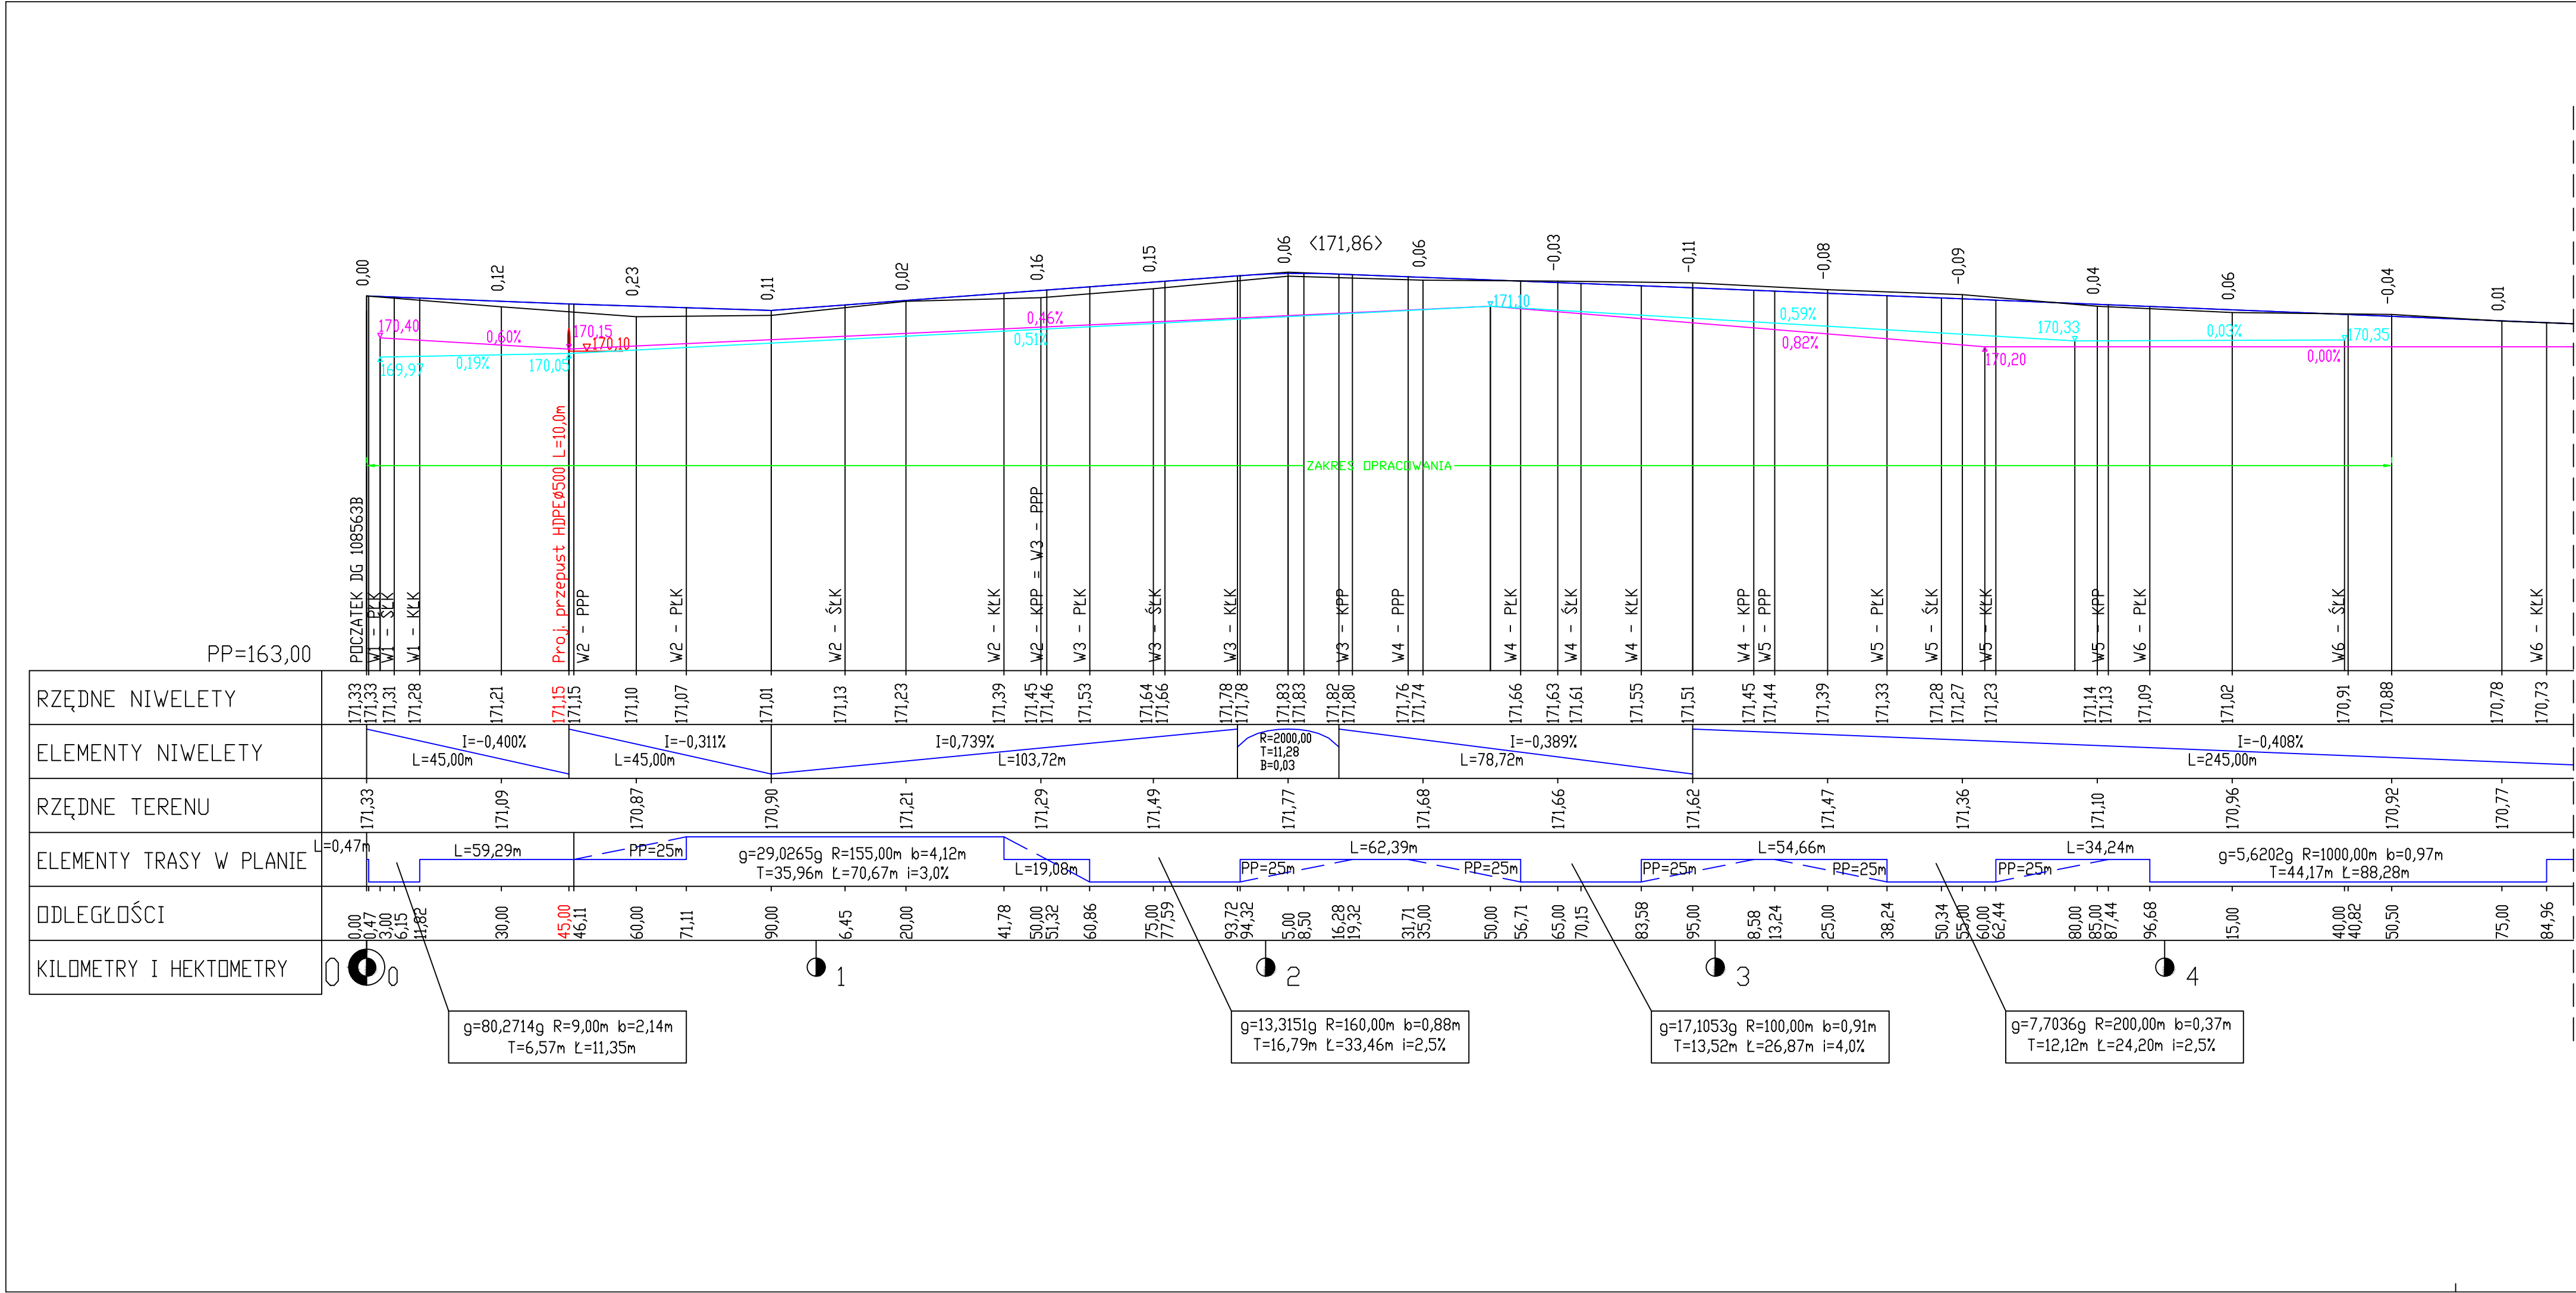 0,00
0,12
0,23
0,11
0,02
0,16
0,15
0,06
<171,86>
0,06
-0,03
-0,11
-0,08
-0,09
0,04
0,06
-0,04
0,01
170,40
0,60%
170,15
170,10
0,46%
0,51%
171,10
0,59%
0,82%
170,33
0,03%
170,35
170,20
0,00%
169,97
0,19%
170,05
ZAKRES OPRACOWANIA
POCZATEK DG 108563B
W1 - PŁK
W1 - ŚŁK
W1 - KŁK
Proj. przepust HDPEø500 L=10,0m
W2 - PPP
W2 - PŁK
W2 - ŚŁK
W2 - KŁK
W2 - KPP = W3 - PPP
W3 - PŁK
W3 - ŚŁK
W3 - KŁK
W3 - KPP
W4 - PPP
W4 - PŁK
W4 - ŚŁK
W4 - KŁK
W4 - KPP
W5 - PPP
W5 - PŁK
W5 - ŚŁK
W5 - KŁK
W5 - KPP
W6 - PŁK
W6 - ŚŁK
W6 - KŁK
PP=163,00
RZĘDNE NIWELETY
171,33 171,33 171,31 171,28 171,21 171,15 171,15 171,10 171,07 171,01 171,13 171,23 171,39 171,45 171,46 171,53 171,64 171,66 171,78 171,78 171,83 171,83 171,82 171,80 171,76 171,74 171,66 171,63 171,61 171,55 171,51 171,45 171,44 171,39 171,33 171,28 171,27 171,23 171,14 171,13 171,09 171,02 170,91 170,88 170,78 170,73
ELEMENTY NIWELETY
I=-0,400%
L=45,00m
I=-0,311%
L=45,00m
I=0,739%
L=103,72m
R=2000,00
T=11,28
B=0,03
I=-0,389%
L=78,72m
I=-0,408%
L=245,00m
RZĘDNE TERENU
171,33 171,09 170,87 170,90 171,21 171,29 171,49 171,77 171,68 171,66 171,62 171,47 171,36 171,10 170,96 170,92 170,77
ELEMENTY TRASY W PLANIE
L=0,47m
L=59,29m
PP=25m
g=29,0265g R=155,00m b=4,12m
T=35,96m Ł=70,67m i=3,0%
L=19,08m
PP=25m
L=62,39m
PP=25m
PP=25m
L=54,66m
PP=25m
PP=25m
L=34,24m
g=5,6202g R=1000,00m b=0,97m
T=44,17m Ł=88,28m
ODLEGŁOŚCI
0,00 0,47 3,00 6,15 11,82 30,00 45,00 46,11 60,00 71,11 90,00 6,45 20,00 41,78 50,00 51,32 60,86 75,00 77,59 93,72 94,32 5,00 8,50 16,28 19,32 31,71 35,00 50,00 56,71 65,00 70,15 83,58 95,00 8,58 13,24 25,00 38,24 50,34 55,00 60,00 62,44 80,00 85,00 87,44 96,68 15,00 40,00 40,82 50,50 75,00 84,96
KILOMETRY I HEKTOMETRY
0 0 1 2 3 4
g=80,2714g R=9,00m b=2,14m
T=6,57m Ł=11,35m
g=13,3151g R=160,00m b=0,88m
T=16,79m Ł=33,46m i=2,5%
g=17,1053g R=100,00m b=0,91m
T=13,52m Ł=26,87m i=4,0%
g=7,7036g R=200,00m b=0,37m
T=12,12m Ł=24,20m i=2,5%